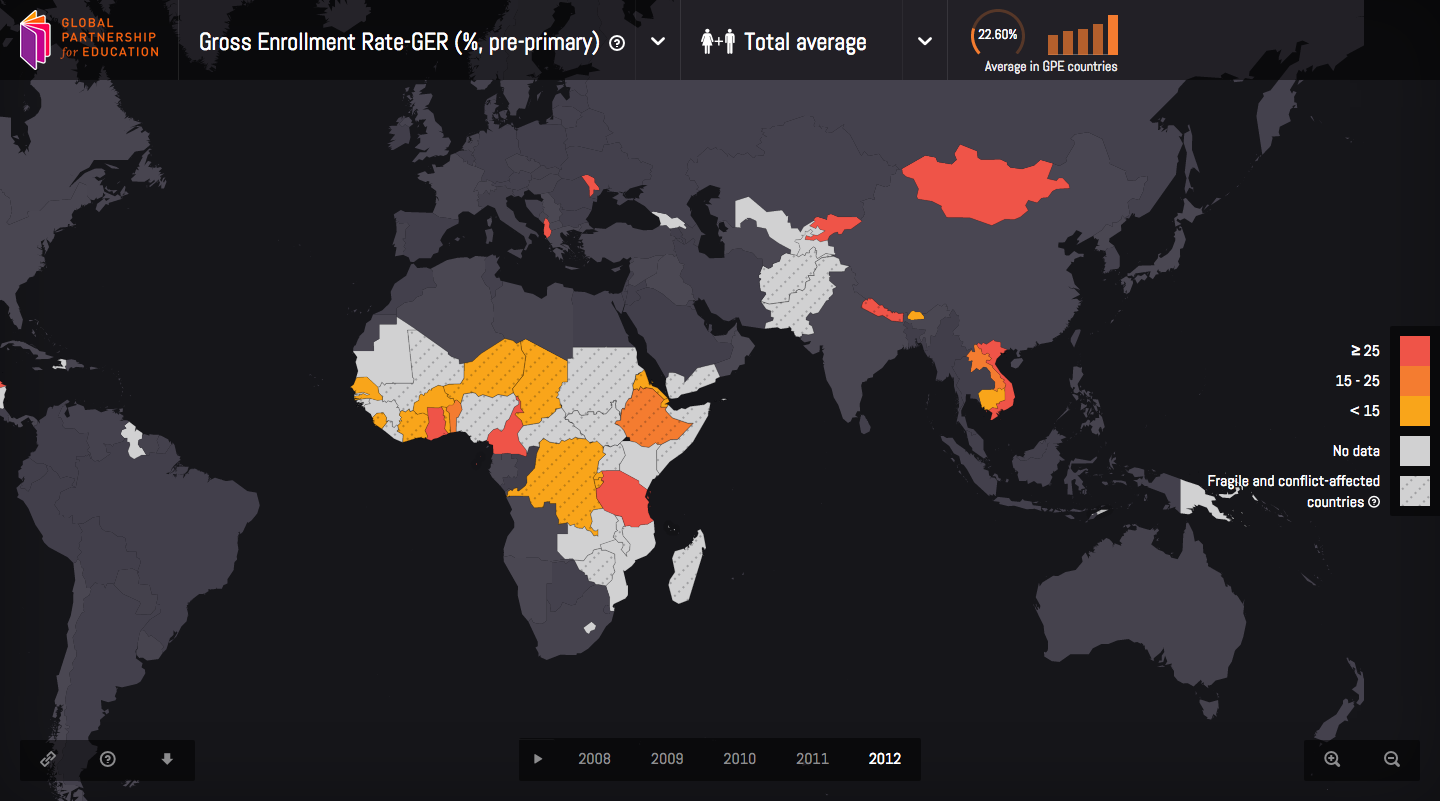 GLOBAL
PARTNERSHIP
for EDUCATION
Gross Enrollment Rate-GER (%, pre-primary) ?
Total average
22.60%
Average in GPE countries
≥ 25
15 - 25
< 15
No data
Fragile and conflict-affected
countries ?
?
2008 2009 2010 2011 2012